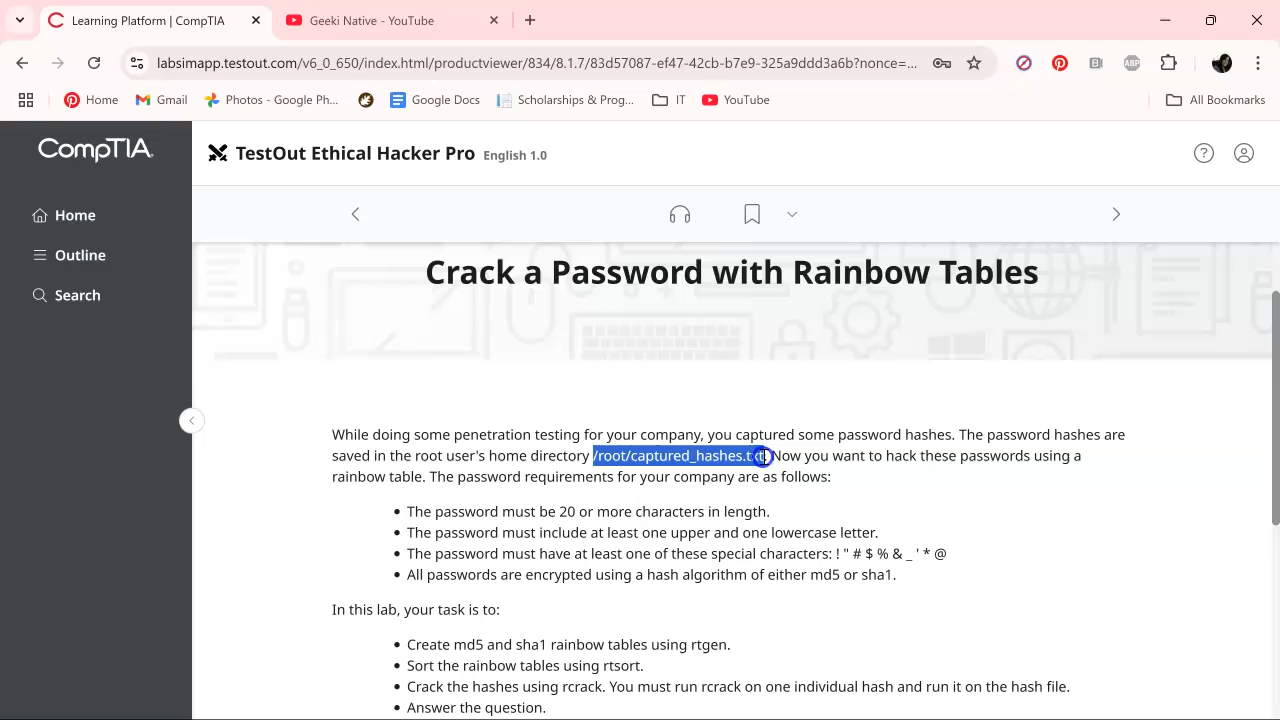 Learning Platform | CompTIA
Geeki Native - YouTube
labsimapp.testout.com/v6_0_650/index.html/productviewer/834/8.1.7/83d57087-ef47-42cb-b7e9-325a9ddd3a6b?nonce=...
Home
Gmail
Photos - Google Ph...
Google Docs
Scholarships & Prog...
IT
YouTube
All Bookmarks
CompTIA.
TestOut Ethical Hacker Pro English 1.0
Home
Outline
Search
Crack a Password with Rainbow Tables
While doing some penetration testing for your company, you captured some password hashes. The password hashes are
saved in the root user's home directory /root/captured_hashes.txt. Now you want to hack these passwords using a
rainbow table. The password requirements for your company are as follows:
• The password must be 20 or more characters in length.
• The password must include at least one upper and one lowercase letter.
• The password must have at least one of these special characters: ! " # $ % & _ ' * @
• All passwords are encrypted using a hash algorithm of either md5 or sha1.
In this lab, your task is to:
• Create md5 and sha1 rainbow tables using rtgen.
• Sort the rainbow tables using rtsort.
• Crack the hashes using rcrack. You must run rcrack on one individual hash and run it on the hash file.
• Answer the question.